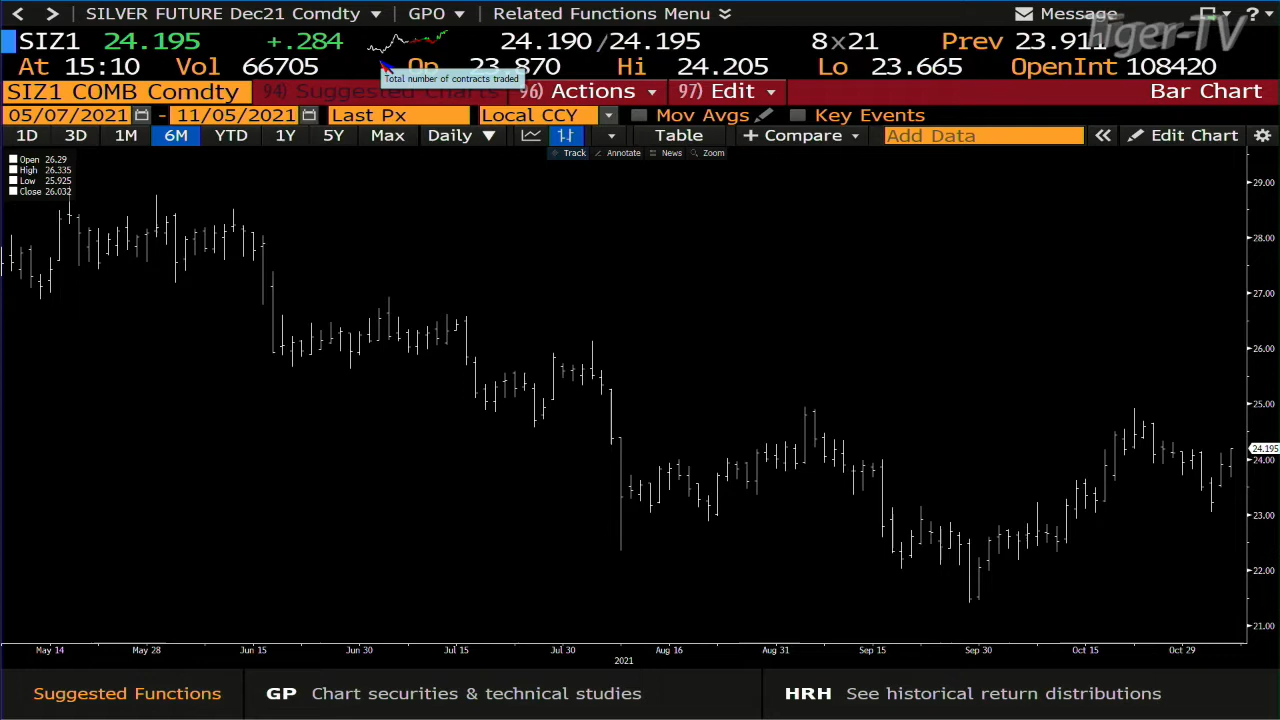 SILVER FUTURE Dec21 Comdty GPO Related Functions Menu Message ?
SIZ1 24.195 +.284 24.190/24.195 8x21 Prev 23.911
At 15:10 Vol 66705 Op 23.870 Hi 24.205 Lo 23.665 OpenInt 108420
Total number of contracts traded
SIZ1 COMB Comdty 94) Suggested Charts 96) Actions 97) Edit Bar Chart
05/07/2021 - 11/05/2021 Last Px Local CCY Mov Avgs Key Events
1D 3D 1M 6M YTD 1Y 5Y Max Daily Table + Compare Add Data Edit Chart
Track Annotate News Zoom
Open 26.29
High 26.335
Low 25.925
Close 26.032
29.00
28.00
27.00
26.00
25.00
24.195
24.00
23.00
22.00
21.00
May 14 May 28 Jun 15 Jun 30 Jul 15 Jul 30 Aug 16 Aug 31 Sep 15 Sep 30 Oct 15 Oct 29
2021
Suggested Functions GP Chart securities & technical studies HRH See historical return distributions